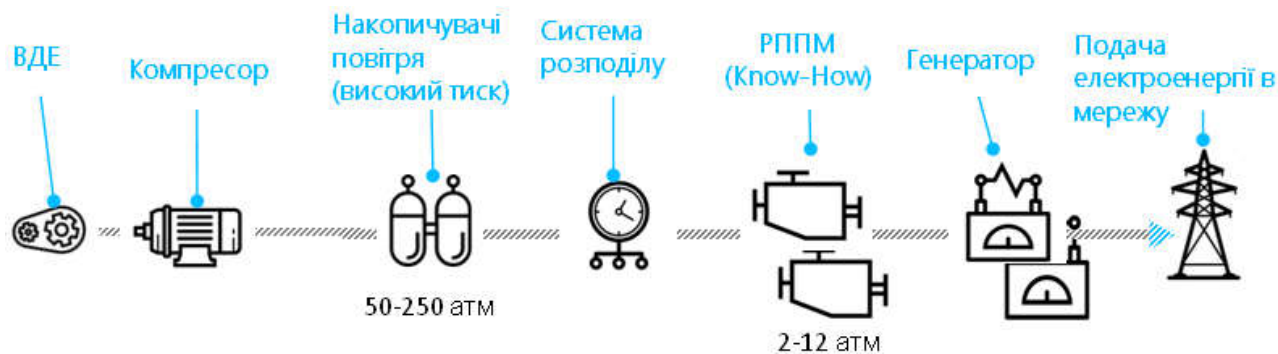 ВДЕ
Компресор
Накопичувачі
повітря
(високий тиск)
Система
розподілу
РППМ
(Know-How)
Генератор
Подача
електроенергії в
мережу
50-250 атм
2-12 атм